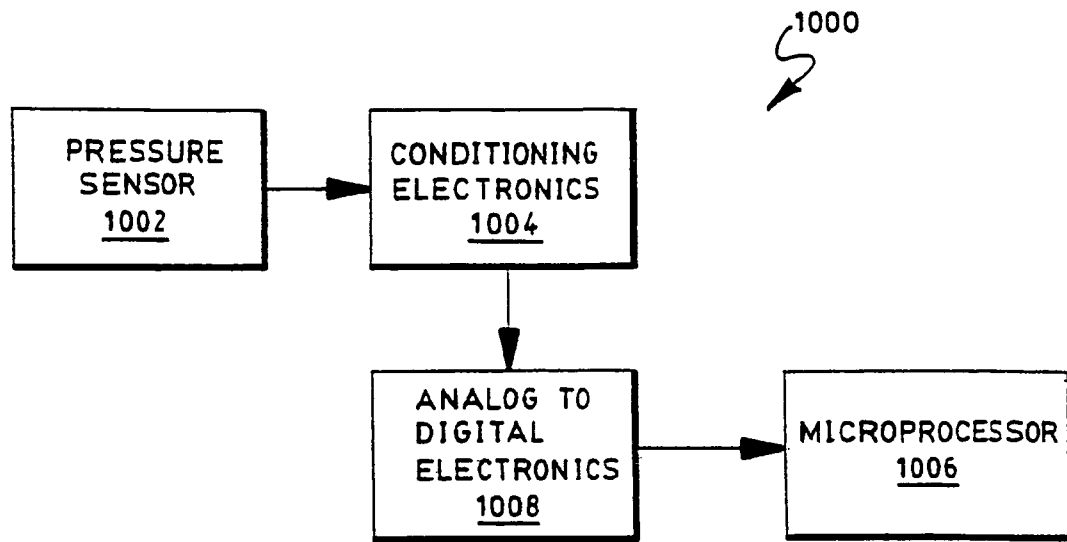 1000
PRESSURE
SENSOR
1002
CONDITIONING
ELECTRONICS
1004
ANALOG TO
DIGITAL
ELECTRONICS
1008
MICROPROCESSOR
1006